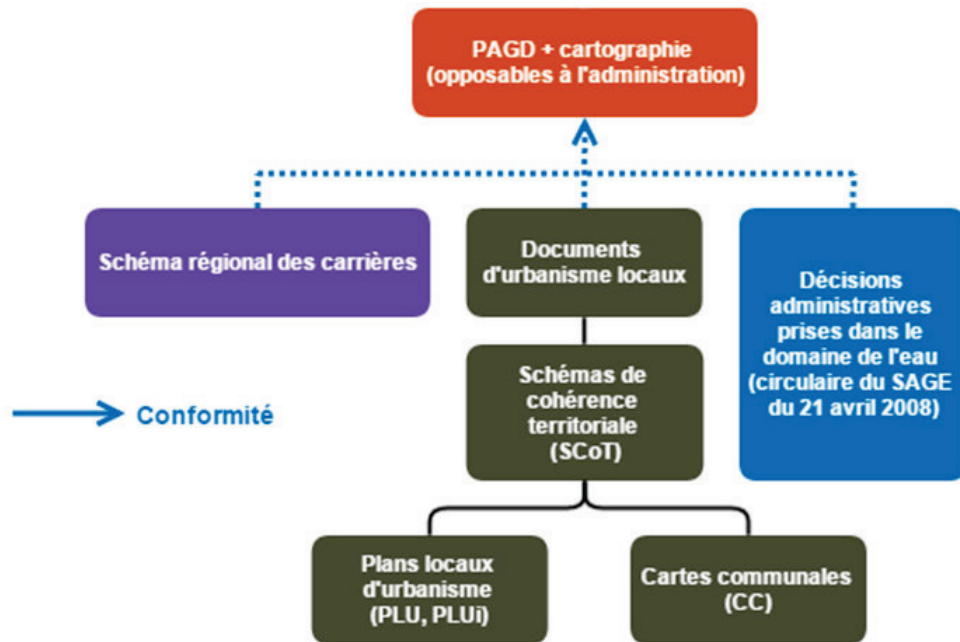 PAGD + cartographie
(opposables à l'administration)
Schéma régional des carrières
Documents
d'urbanisme locaux
Décisions
administratives
prises dans le
domaine de l'eau
(circulaire du SAGE
du 21 avril 2008)
Schémas de
cohérence
territoriale
(SCoT)
Conformité
Plans locaux
d'urbanisme
(PLU, PLUi)
Cartes communales
(CC)